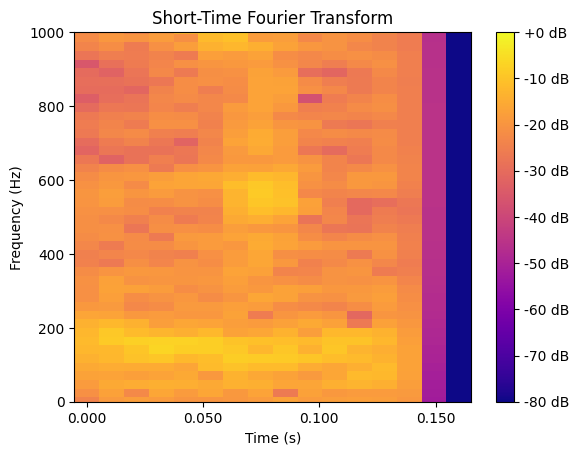 Short-Time Fourier Transform
1000
800
600
400
200
0
Frequency (Hz)
0.000
0.050
0.100
0.150
Time (s)
+0 dB
-10 dB
-20 dB
-30 dB
-40 dB
-50 dB
-60 dB
-70 dB
-80 dB